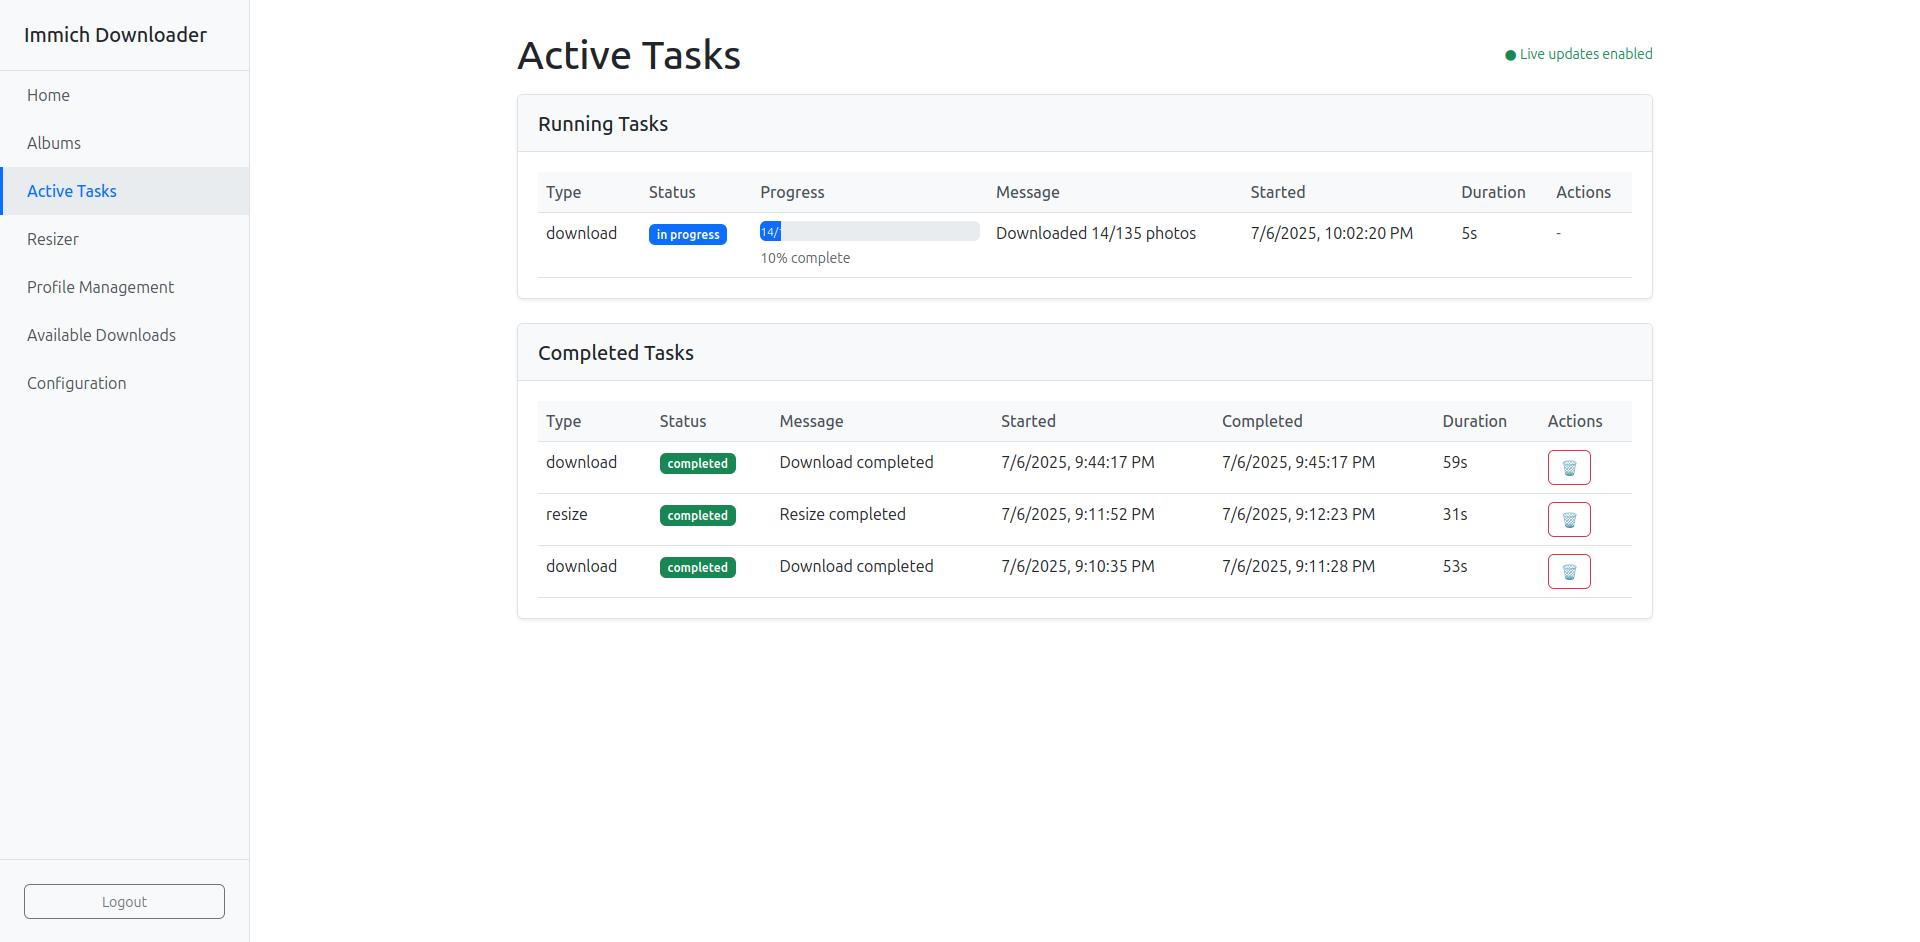 Immich Downloader
Home
Albums
Active Tasks
Resizer
Profile Management
Available Downloads
Configuration
Logout
Active Tasks
Live updates enabled
Running Tasks
Type Status Progress Message Started Duration Actions
download in progress 14/ Downloaded 14/135 photos 7/6/2025, 10:02:20 PM 5s -
10% complete
Completed Tasks
Type Status Message Started Completed Duration Actions
download completed Download completed 7/6/2025, 9:44:17 PM 7/6/2025, 9:45:17 PM 59s
resize completed Resize completed 7/6/2025, 9:11:52 PM 7/6/2025, 9:12:23 PM 31s
download completed Download completed 7/6/2025, 9:10:35 PM 7/6/2025, 9:11:28 PM 53s